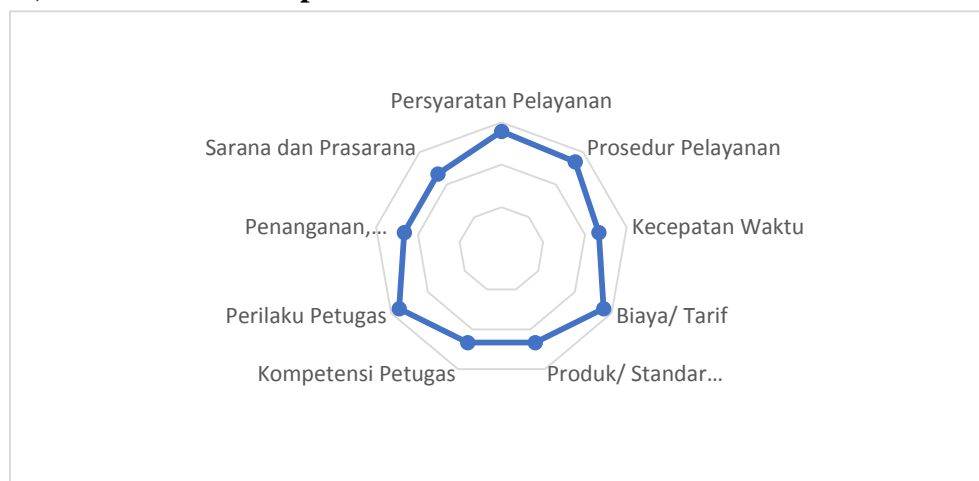 Persyaratan Pelayanan
Prosedur Pelayanan
Kecepatan Waktu
Biaya/ Tarif
Produk/ Standar...
Kompetensi Petugas
Perilaku Petugas
Penanganan,...
Sarana dan Prasarana